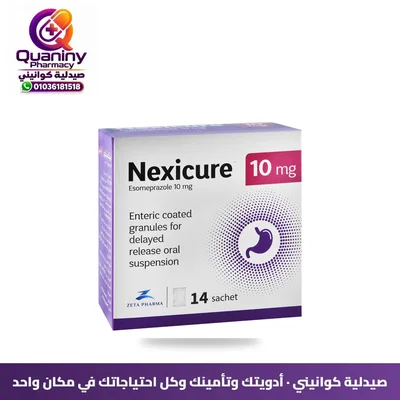 Quaniny
Pharmacy
صيدلية كوانيني
01036181518
Nexicure 10 mg
Esomeprazole 10 mg
Enteric coated
granules for
delayed
release oral
suspension
ZETA PHARMA
14 sachet
صيدلية كوانيني - أدويتك وتأمينك وكل احتياجاتك في مكان واحد